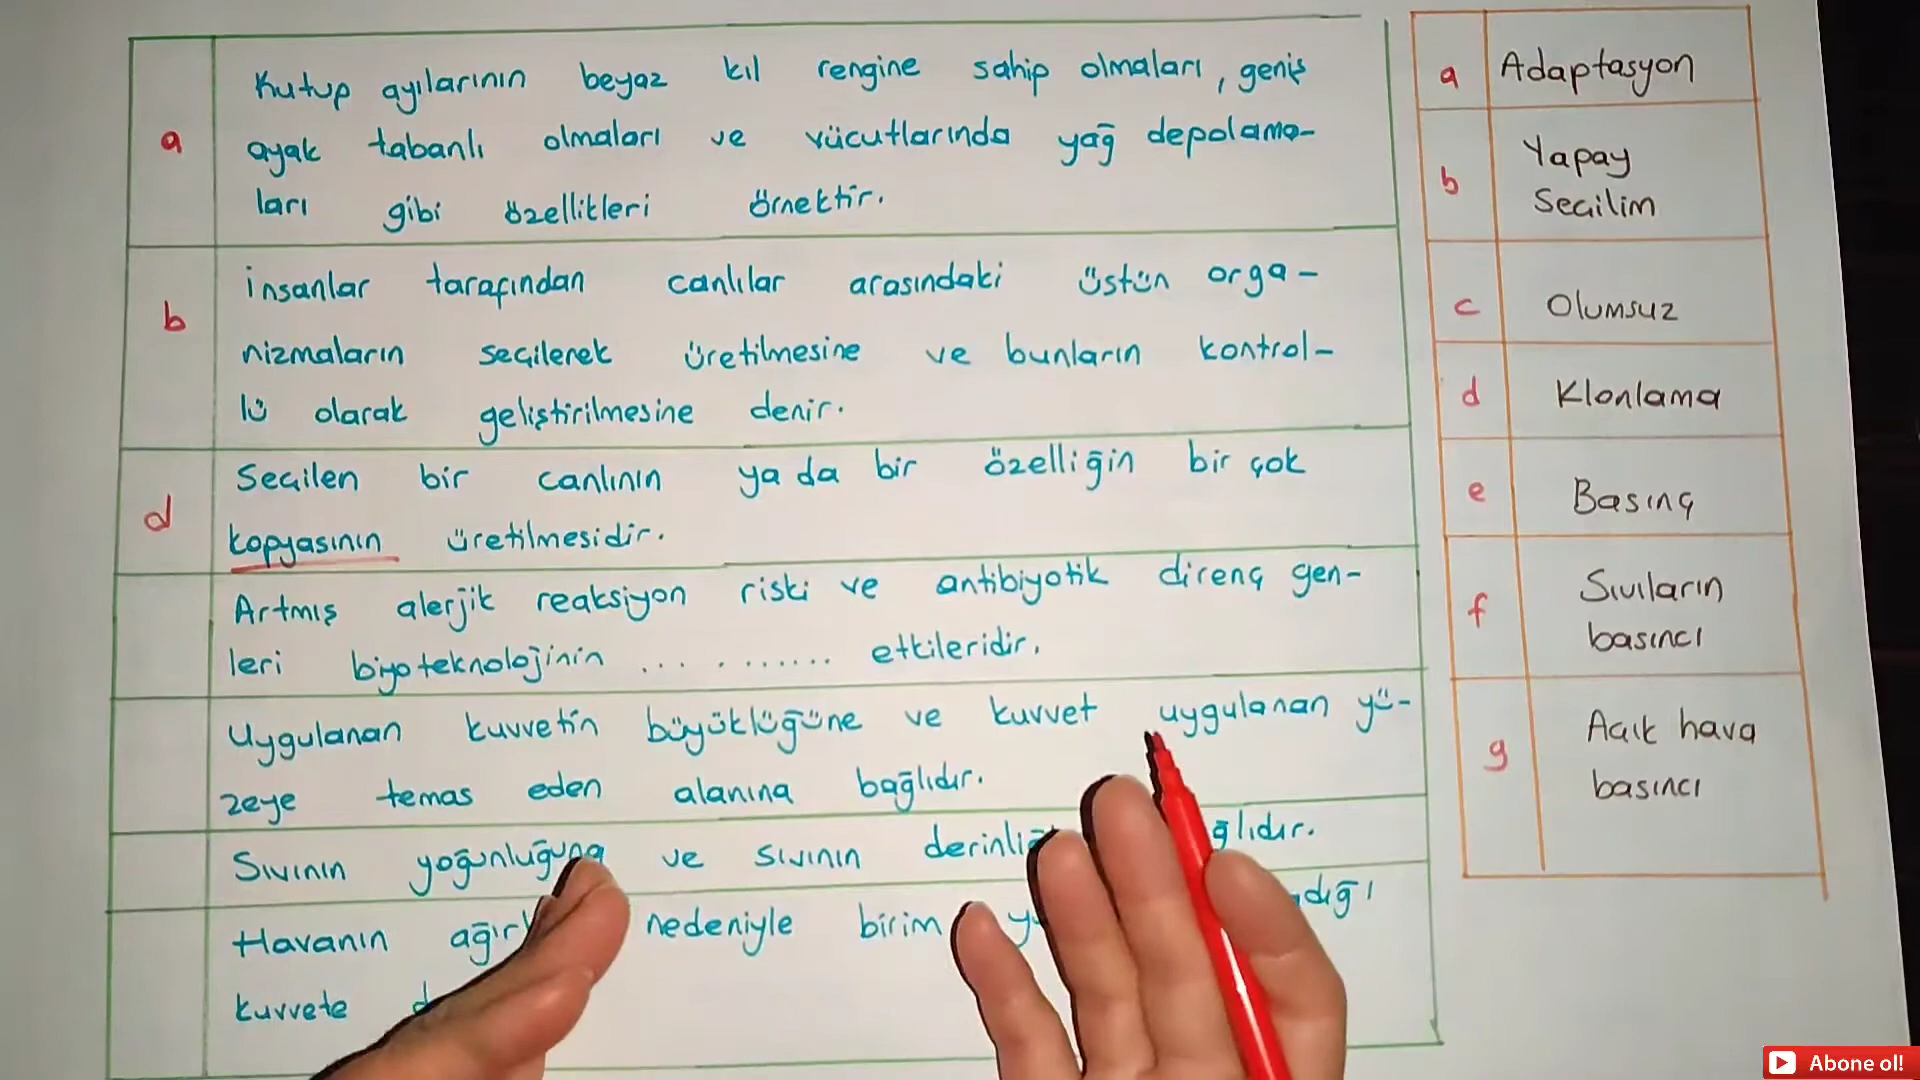 a
Kutup ayılarının beyaz kıl rengine sahip olmaları, geniş
ayak tabanlı olmaları ve vücutlarında yağ depolama-
ları gibi özellikleri örnektir.
b
İnsanlar tarafından canlılar arasındaki üstün orga-
nizmaların seçilerek üretilmesine ve bunların kontrol-
lü olarak geliştirilmesine denir.
d
Seçilen bir canlının ya da bir özelliğin bir çok
kopyasının üretilmesidir.
Artmış alerjik reaksiyon riski ve antibiyotik direnç gen-
leri biyoteknolojinin ... . ....... etkileridir.
Uygulanan kuvvetin büyüklüğüne ve kuvvet uygulanan yü-
zeye temas eden alanına bağlıdır.
Sıvının yoğunluğuna ve sıvının
Havanın nedeniyle birim
kuvvete
a Adaptasyon
b Yapay
Seçilim
c Olumsuz
d Klonlama
e Basınç
f Sıvıların
basıncı
g Açık hava
basıncı
Abone ol!